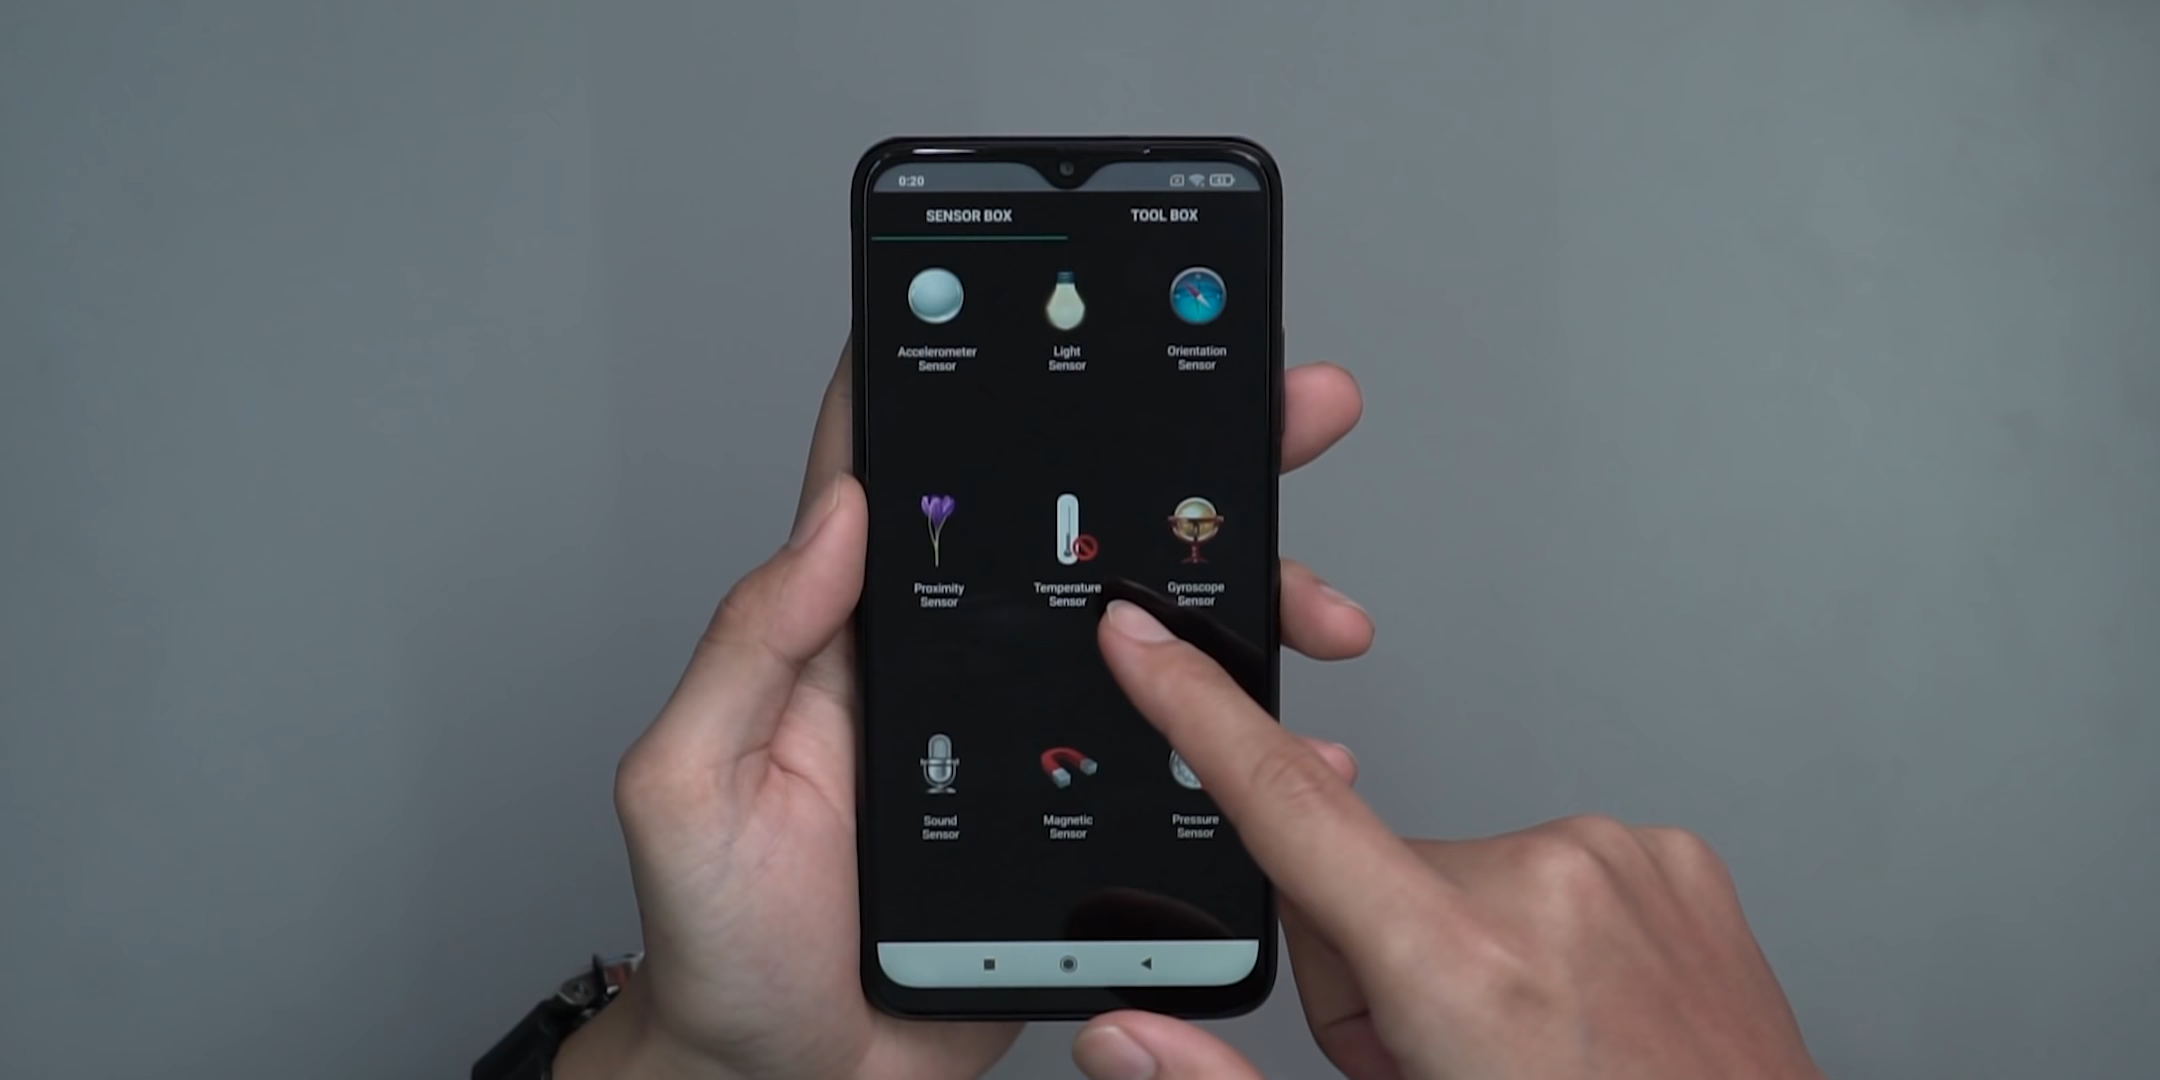 0:20
SENSOR BOX
TOOL BOX
Accelerometer
Sensor
Light
Sensor
Orientation
Sensor
Proximity
Sensor
Temperature
Sensor
Gyroscope
Sensor
Sound
Sensor
Magnetic
Sensor
Pressure
Sensor